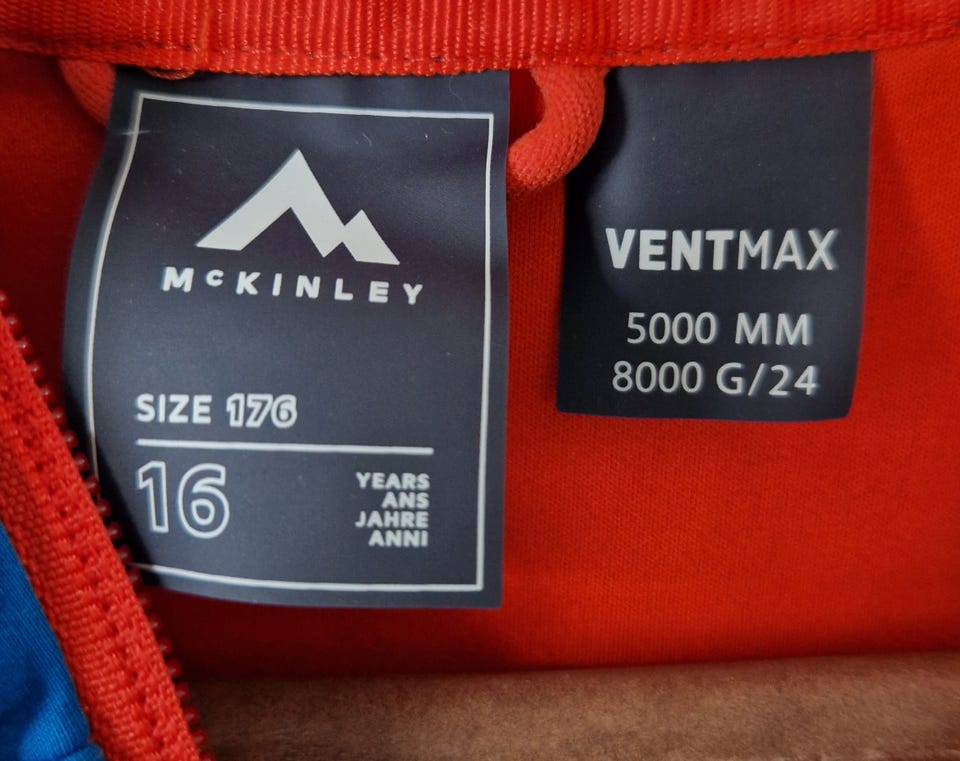 McKINLEY
SIZE 176
16
YEARS
ANS
JAHRE
ANNI
VENTMAX
5000 MM
8000 G/24